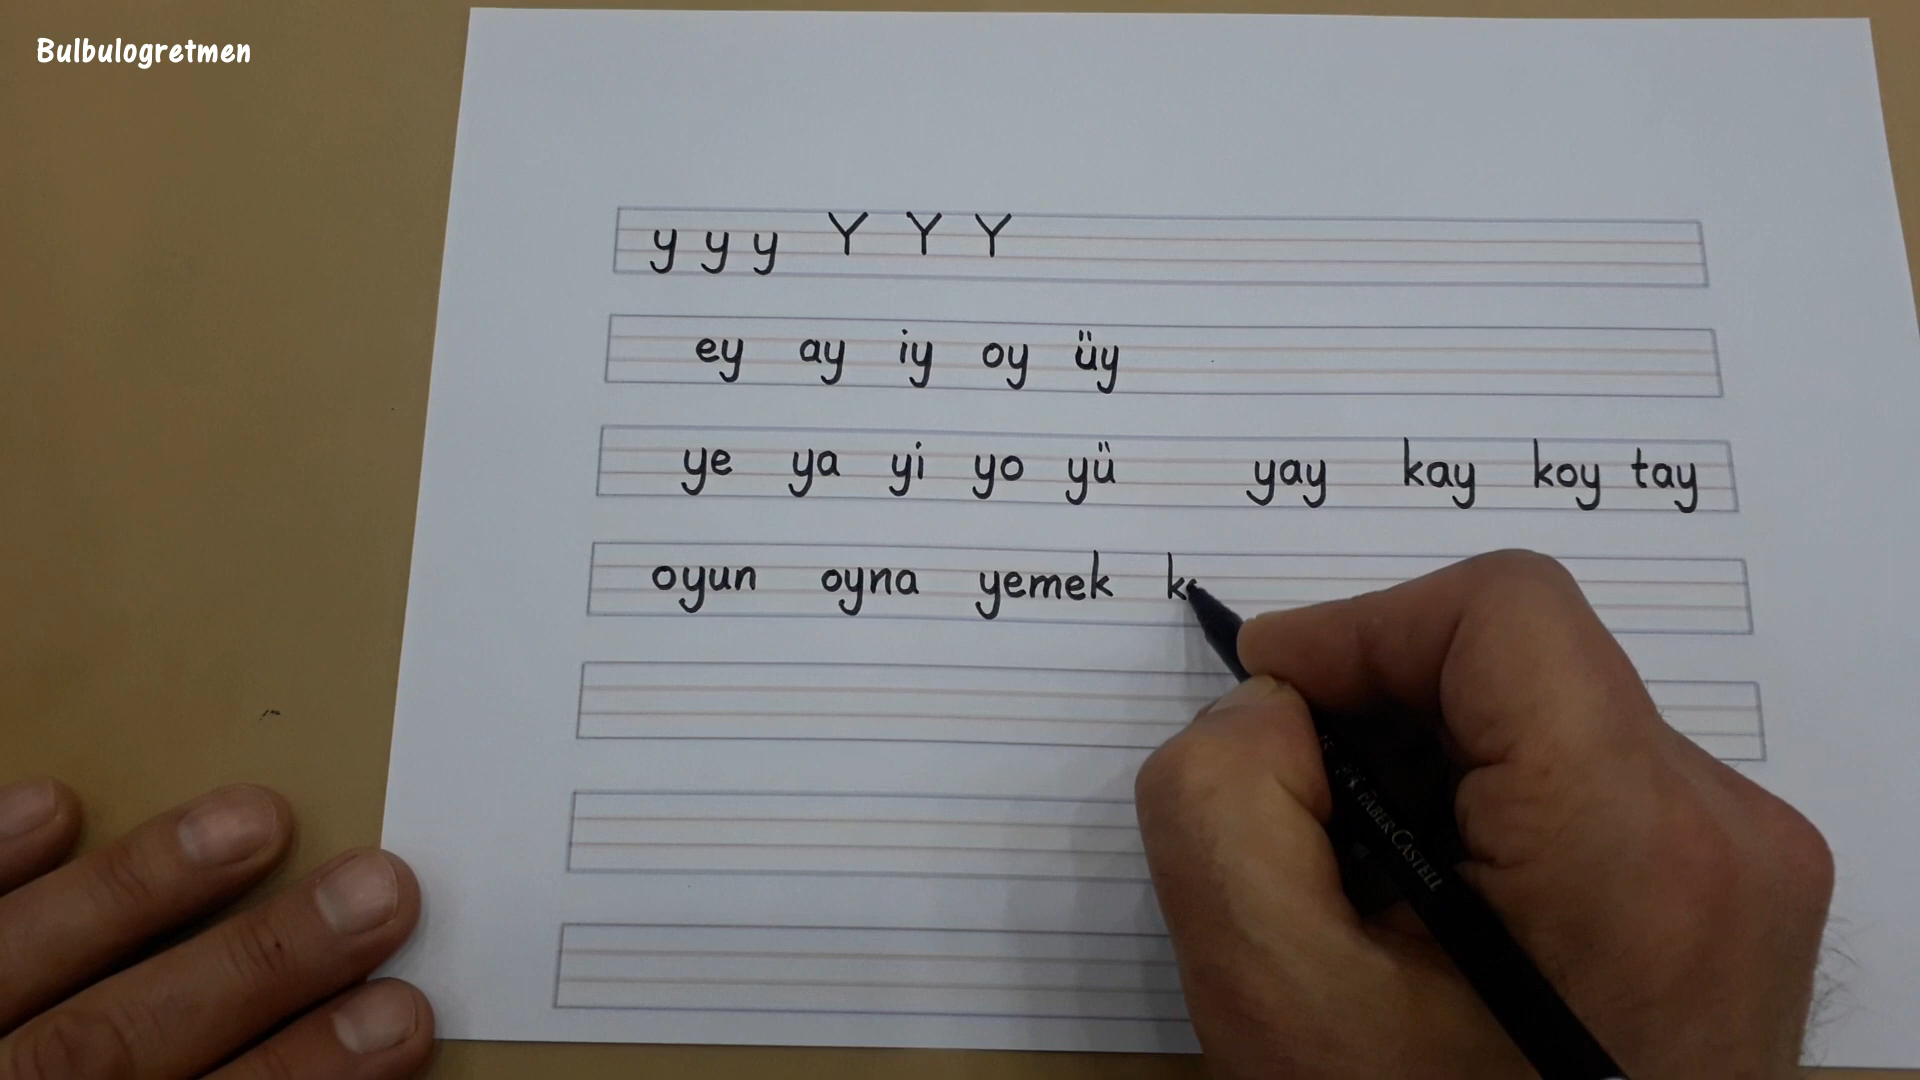 Bulbulogretmen
y y y Y Y Y
ey ay iy oy üy
ye ya yi yo yü yay kay koy tay
oyun oyna yemek
FABER CASTELL